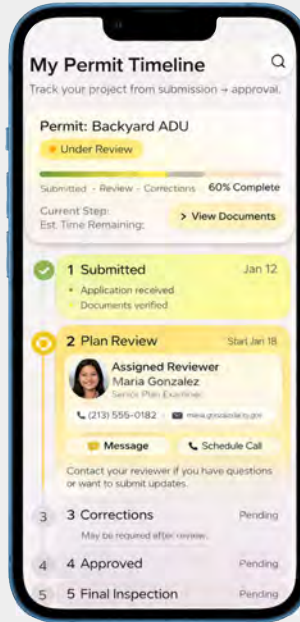 My Permit Timeline
Track your project from submission → approval.
Permit: Backyard ADU
Under Review
Submitted - Review - Corrections 60% Complete
Current Step:
Est. Time Remaining:
> View Documents
1 Submitted Jan 12
• Application received
Documents verified
2 Plan Review Start Jan 18
Assigned Reviewer
Maria Gonzalez
Senior Plan Examiner
(213) 555-0182
Message
Schedule Call
Contact your reviewer if you have questions
or want to submit updates.
3 3 Corrections Pending
May be required after review.
4 4 Approved Pending
5 5 Final Inspection Pending